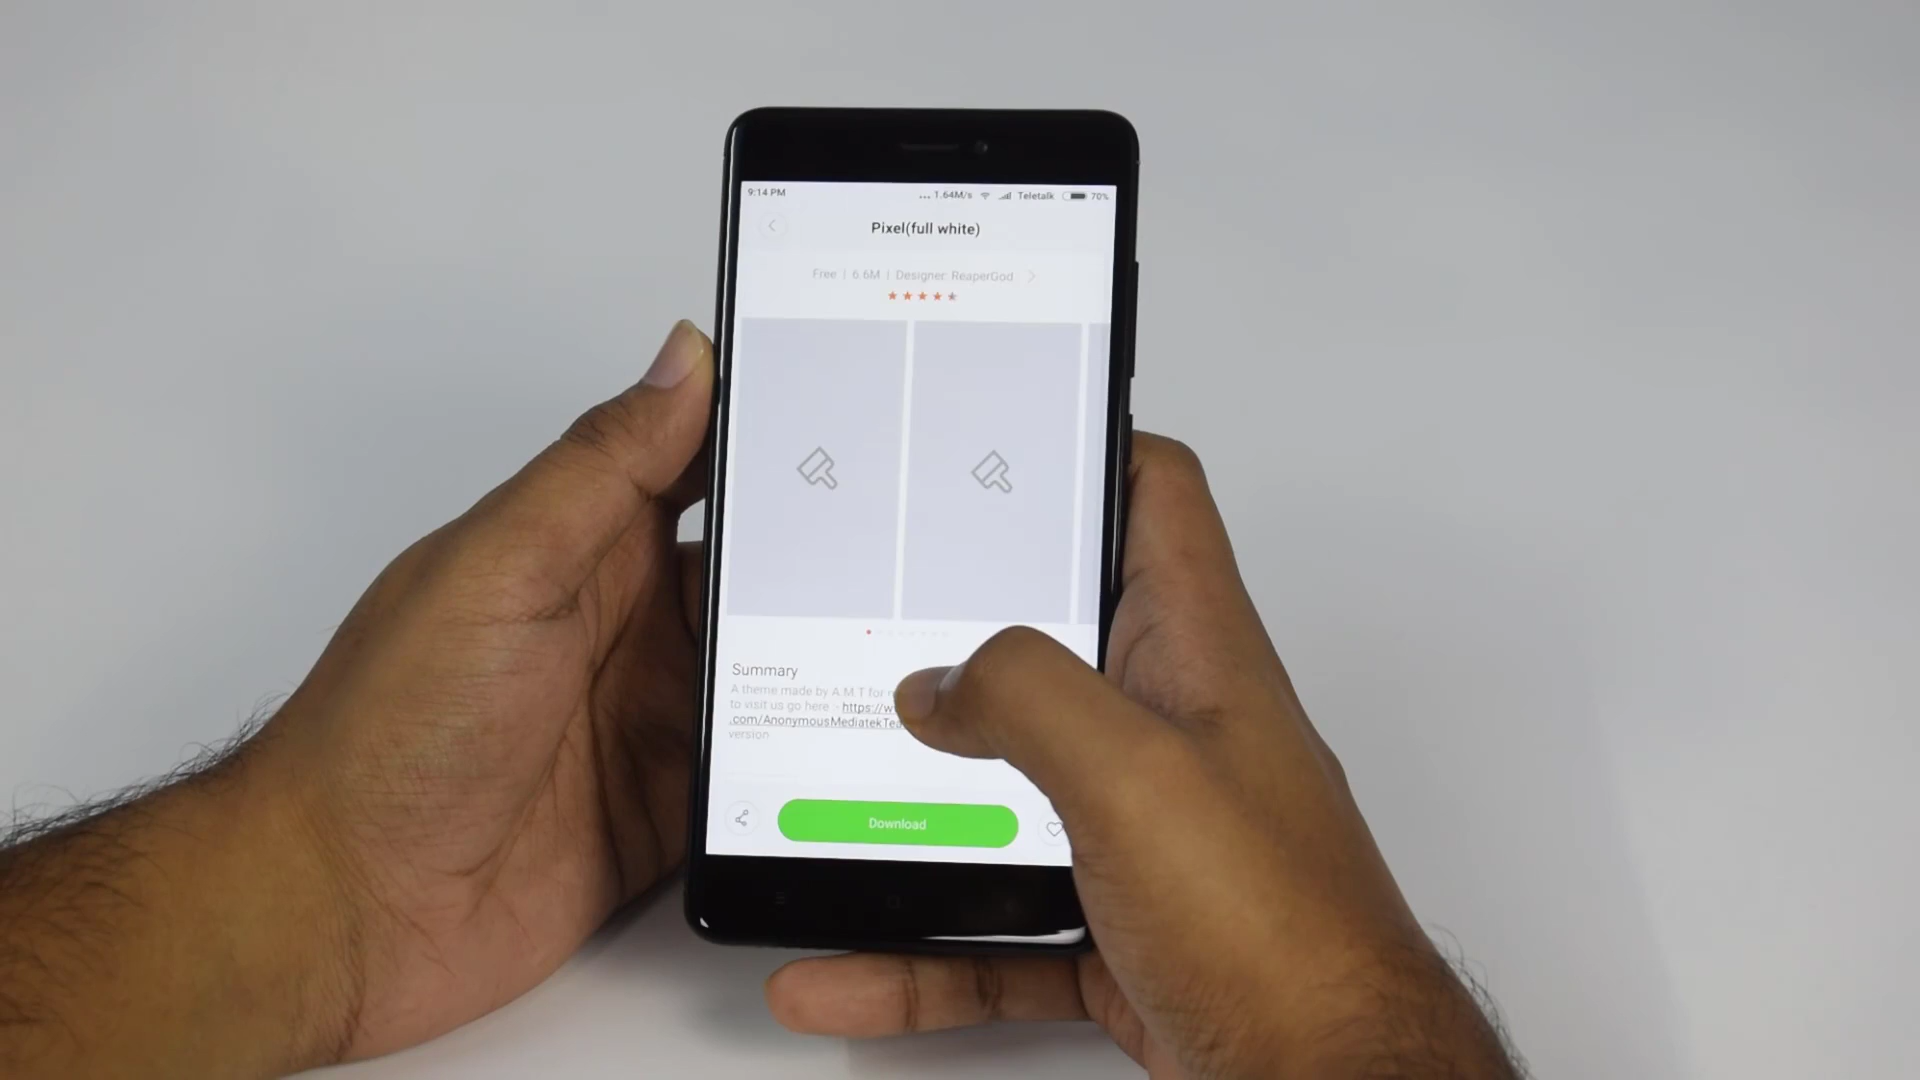 9:14 PM ... 1.64M/s Teletalk 70%
Pixel(full white)
Free | 6.6M | Designer: ReaperGod
Summary
A theme made by A.M.T for
to visit us go here :- https://w
.com/AnonymousMediatekTe
version
Download